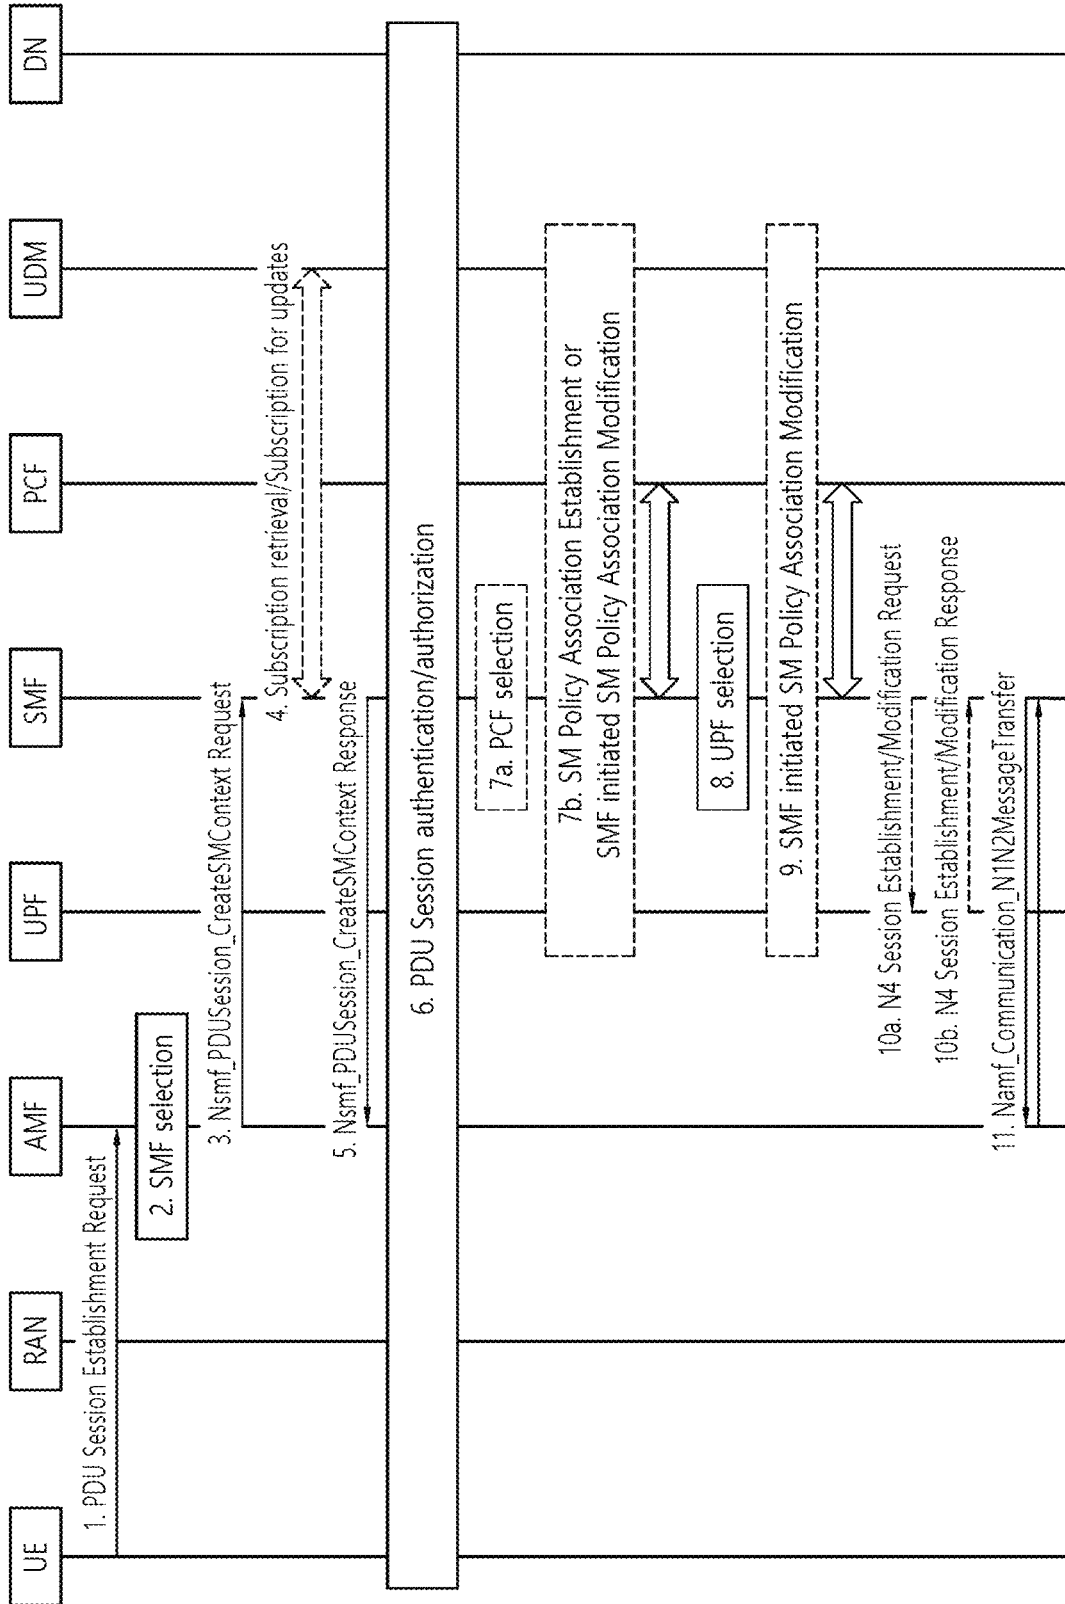 UE
RAN
AMF
UPF
SMF
PCF
UDM
DN
1. PDU Session Establishment Request
2. SMF selection
3. Nsmf_PDUSession_CreateSMContext Request
4. Subscription retrieval/Subscription for updates
5. Nsmf_PDUSession_CreateSMContext Response
6. PDU Session authentication/authorization
7a. PCF selection
7b. SM Policy Association Establishment or
SMF initiated SM Policy Association Modification
8. UPF selection
9. SMF initiated SM Policy Association Modification
10a. N4 Session Establishment/Modification Request
10b. N4 Session Establishment/Modification Response
11. Namf_Communication_N1N2MessageTransfer